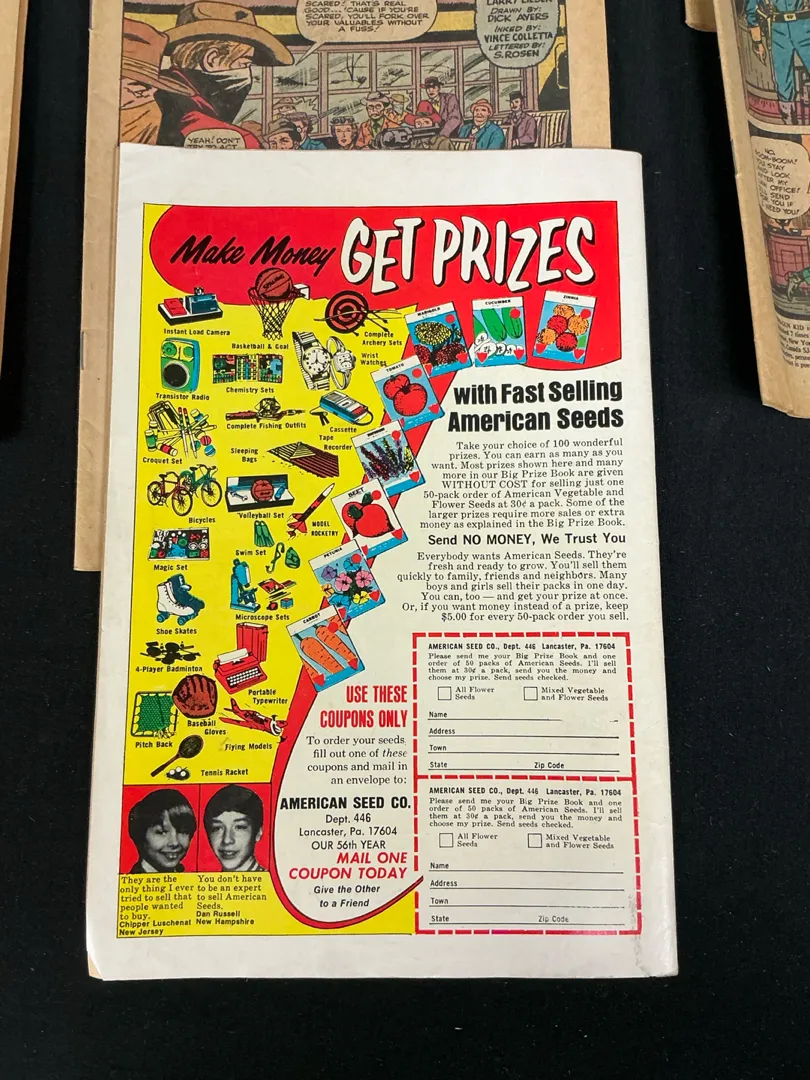 SCARED! THAT'S REAL
GOOD... 'CAUSE IF YOU'RE
SCARED, YOU'LL FORK OVER
YOUR VALUABLES WITHOUT
A FUSS!
LARRY LIEBER
DRAWN BY:
DICK AYERS
INKED BY:
VINCE COLLETTA
LETTERED BY:
S. ROSEN
YEAH! DON'T
TRY TO ACT
Make Money GET PRIZES
with Fast Selling
American Seeds
Instant Load Camera
SPALDING
Basketball & Goal
Complete
Archery Sets
Wrist
Watches
Transistor Radio
Chemistry Sets
Complete Fishing Outfits
Cassette
Tape
Recorder
Croquet Set
Sleeping
Bags
Bicycles
Volleyball Set
MODEL
ROCKETRY
Magic Set
Swim Set
Shoe Skates
Microscope Sets
4-Player Badminton
Portable
Typewriter
Pitch Back
Baseball
Gloves
Flying Models
Tennis Racket
MARIGOLD
CUCUMBER
ZINNIA
TOMATO
BEET
PETUNIA
CARROT
Take your choice of 100 wonderful
prizes. You can earn as many as you
want. Most prizes shown here and many
more in our Big Prize Book are given
WITHOUT COST for selling just one
50-pack order of American Vegetable and
Flower Seeds at 30¢ a pack. Some of the
larger prizes require more sales or extra
money as explained in the Big Prize Book.
Send NO MONEY, We Trust You
Everybody wants American Seeds. They're
fresh and ready to grow. You'll sell them
quickly to family, friends and neighbors. Many
boys and girls sell their packs in one day.
You can, too — and get your prize at once.
Or, if you want money instead of a prize, keep
$5.00 for every 50-pack order you sell.
USE THESE
COUPONS ONLY
To order your seeds
fill out one of these
coupons and mail in
an envelope to:
AMERICAN SEED CO.
Dept. 446
Lancaster, Pa. 17604
OUR 56th YEAR
MAIL ONE
COUPON TODAY
Give the Other
to a Friend
They are the
only thing I ever
tried to sell that
people wanted
to buy.
Chipper Luschenat
New Jersey
You don't have
to be an expert
to sell American
Seeds.
Dan Russell
New Hampshire
AMERICAN SEED CO., Dept. 446 Lancaster, Pa. 17604
Please send me your Big Prize Book and one
order of 50 packs of American Seeds. I'll sell
them at 30¢ a pack, send you the money and
choose my prize. Send seeds checked.
All Flower
Seeds
Mixed Vegetable
and Flower Seeds
Name
Address
Town
State Zip Code
AMERICAN SEED CO., Dept. 446 Lancaster, Pa. 17604
Please send me your Big Prize Book and one
order of 50 packs of American Seeds. I'll sell
them at 30¢ a pack, send you the money and
choose my prize. Send seeds checked.
All Flower
Seeds
Mixed Vegetable
and Flower Seeds
Name
Address
Town
State Zip Code
NO,
BOOM-BOOM!
YOU STAY
AND LOOK
AFTER MY
OFFICE!
I'LL SEND
FOR YOU IF
I NEED YOU!